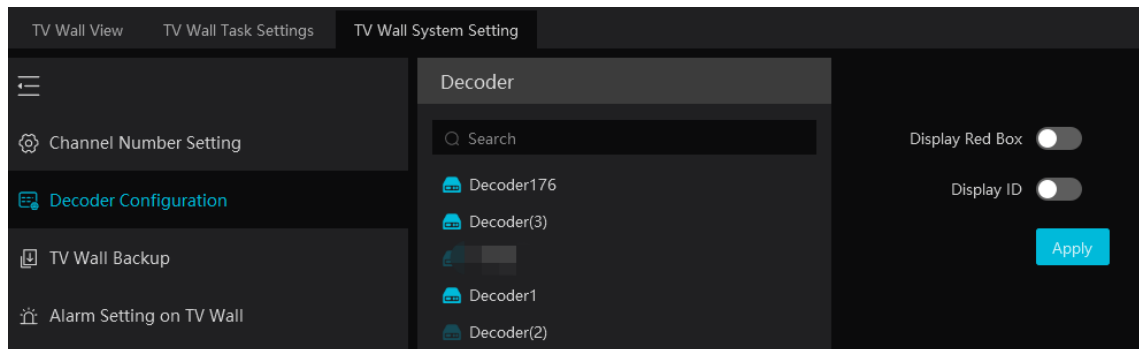 TV Wall View TV Wall Task Settings TV Wall System Setting
Channel Number Setting
Decoder Configuration
TV Wall Backup
Alarm Setting on TV Wall
Decoder
Search
Decoder176
Decoder(3)
Decoder1
Decoder(2)
Display Red Box
Display ID
Apply